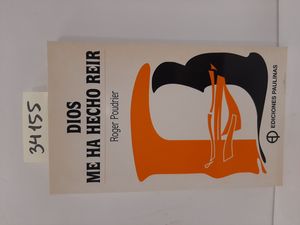 34155
DIOS
ME HA HECHO REIR
Roger Poudrier
EDICIONES PAULINAS